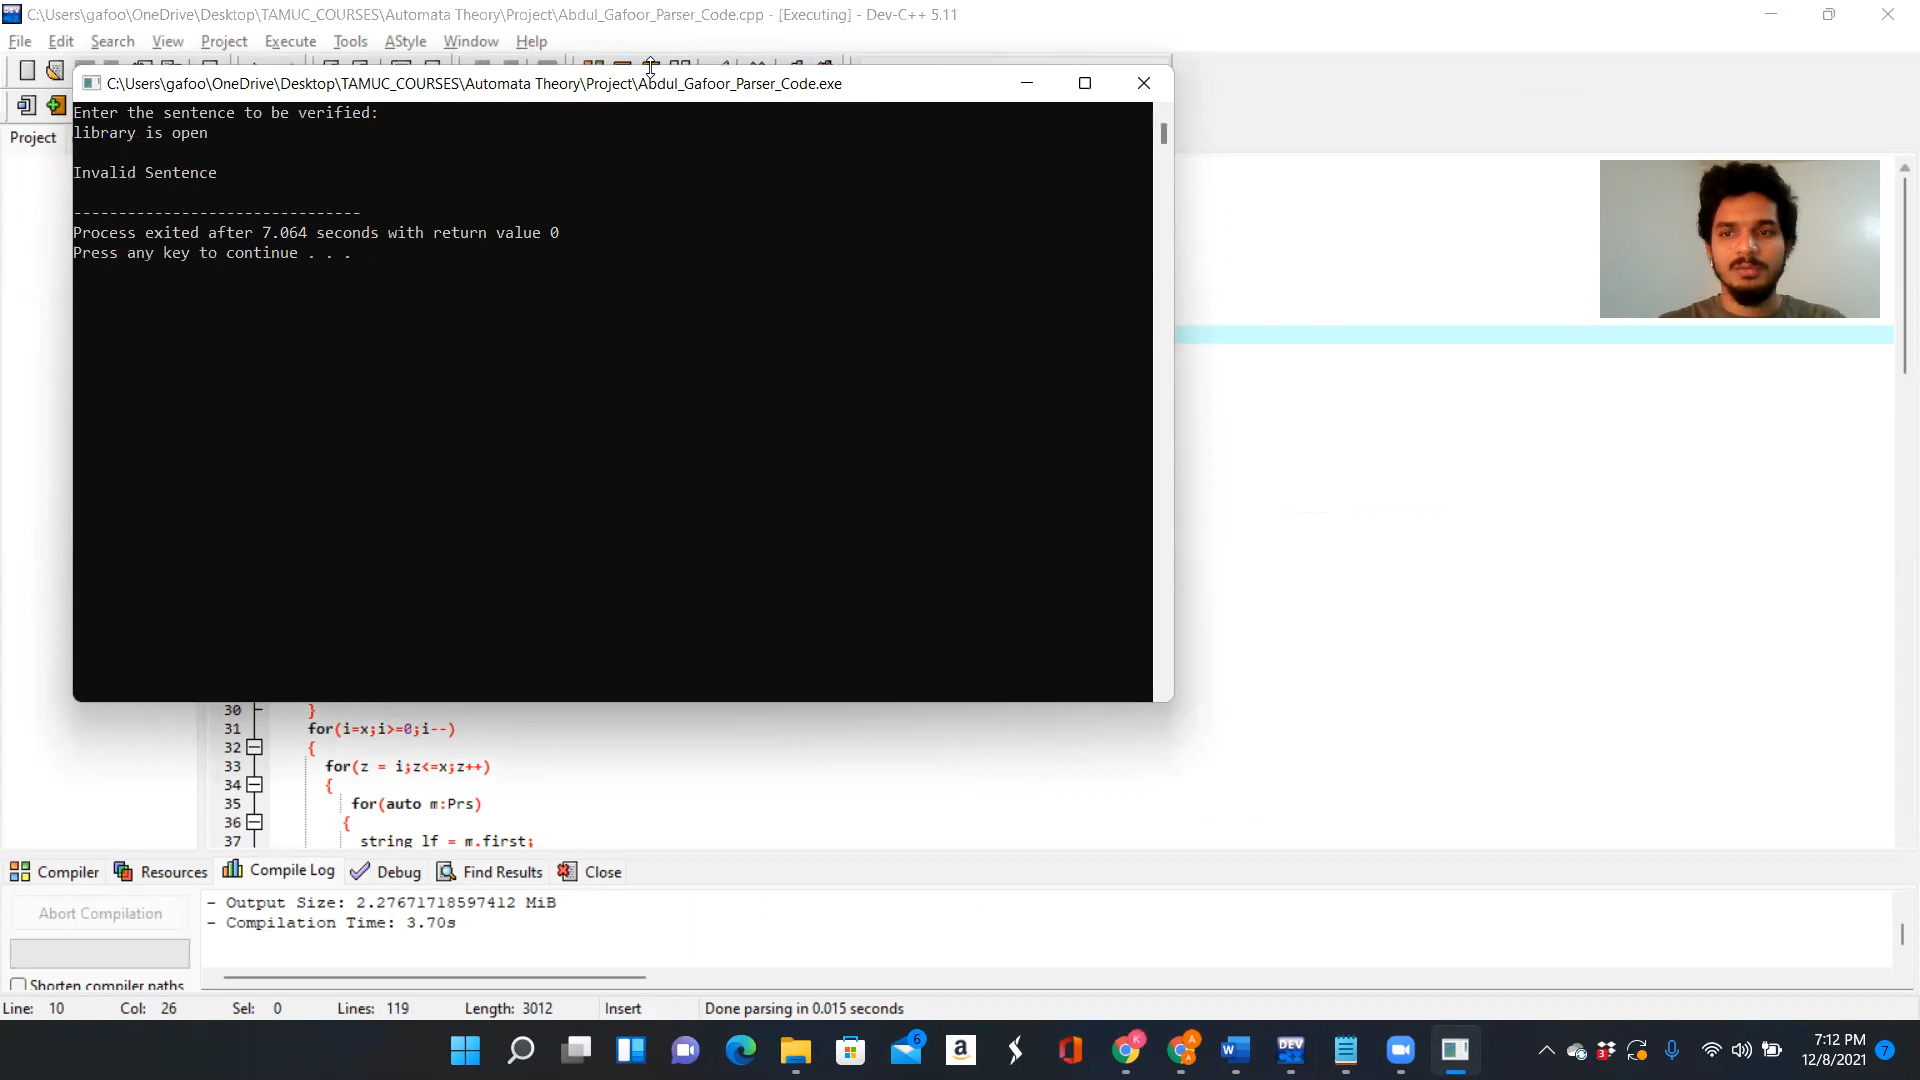 C:\Users\gafoo\OneDrive\Desktop\TAMUC_COURSES\Automata Theory\Project\Abdul_Gafoor_Parser_Code.cpp - [Executing] - Dev-C++ 5.11
File Edit Search View Project Execute Tools AStyle Window Help
C:\Users\gafoo\OneDrive\Desktop\TAMUC_COURSES\Automata Theory\Project\Abdul_Gafoor_Parser_Code.exe
Project
Enter the sentence to be verified:
library is open
Invalid Sentence
--------------------------------
Process exited after 7.064 seconds with return value 0
Press any key to continue . . .
30 }
31 for(i=x;i>=0;i--)
32 {
33 for(z = i;z<=x;z++)
34 {
35 for(auto m:Prs)
36 {
37 string lf = m.first;
Compiler Resources Compile Log Debug Find Results Close
Abort Compilation
- Output Size: 2.27671718597412 MiB
- Compilation Time: 3.70s
Shorten compiler paths
Line: 10 Col: 26 Sel: 0 Lines: 119 Length: 3012 Insert Done parsing in 0.015 seconds
7:12 PM
12/8/2021
7